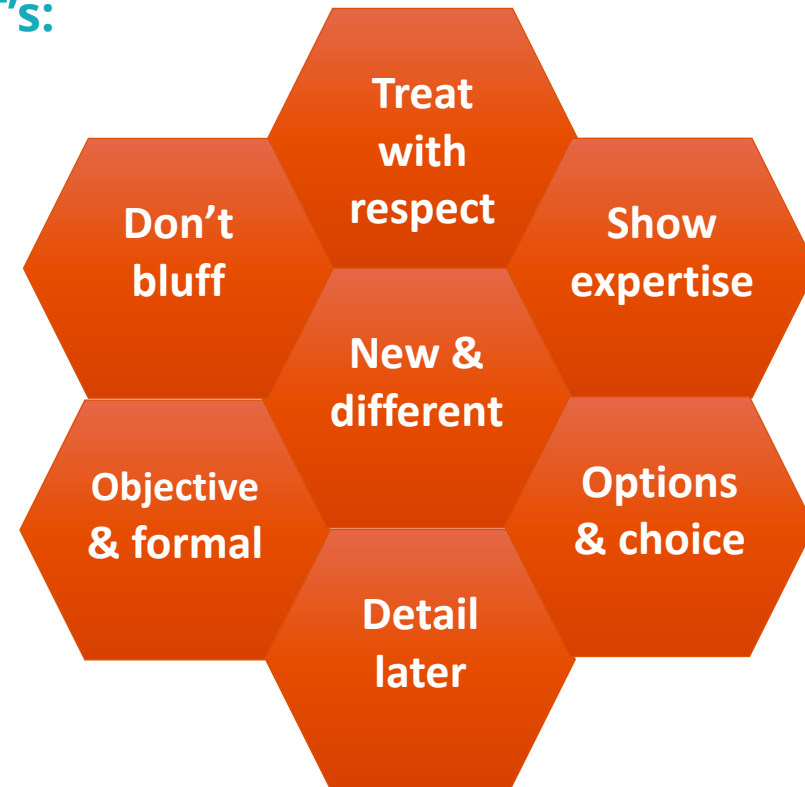 ’s:
Treat
with
respect
Don’t
bluff
Show
expertise
New &
different
Objective
& formal
Options
& choice
Detail
later